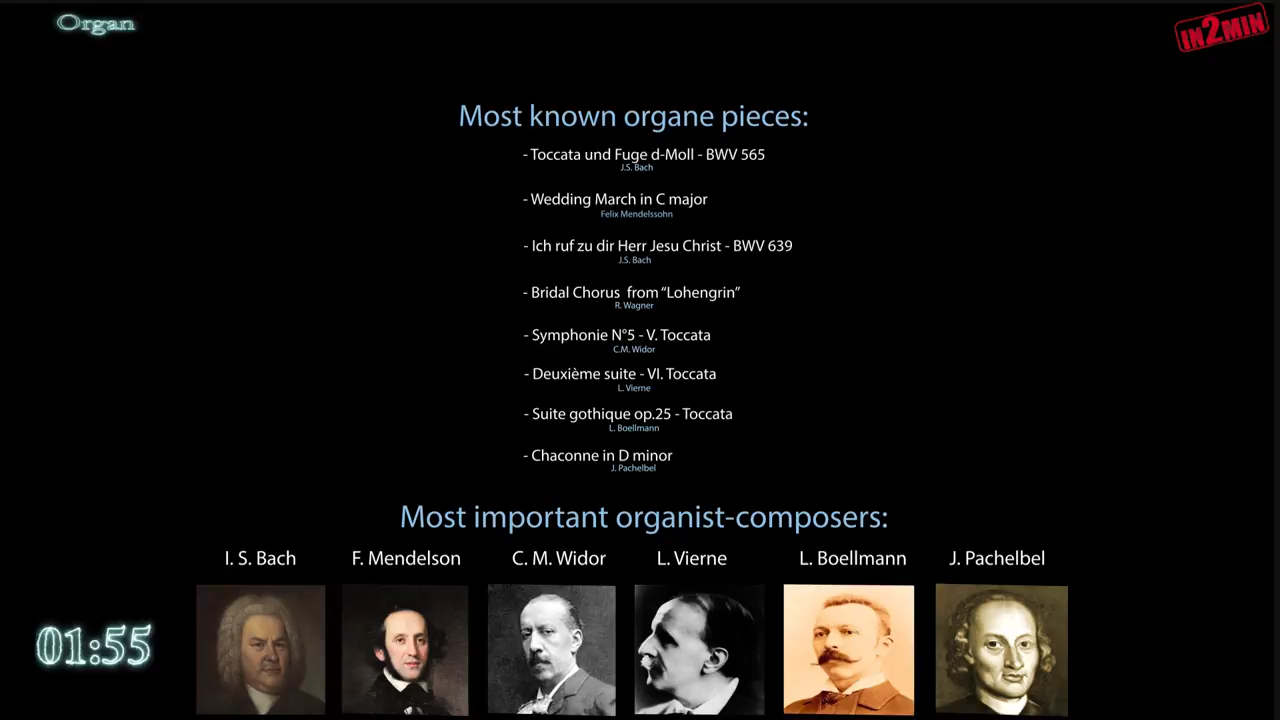 Organ
IN2MIN
Most known organe pieces:
- Toccata und Fuge d-Moll - BWV 565
J.S. Bach
- Wedding March in C major
Felix Mendelssohn
- Ich ruf zu dir Herr Jesu Christ - BWV 639
J.S. Bach
- Bridal Chorus from “Lohengrin”
R. Wagner
- Symphonie N°5 - V. Toccata
C.M. Widor
- Deuxième suite - VI. Toccata
L. Vierne
- Suite gothique op.25 - Toccata
L. Boellmann
- Chaconne in D minor
J. Pachelbel
Most important organist-composers:
I. S. Bach F. Mendelson C. M. Widor L. Vierne L. Boellmann J. Pachelbel
01:55